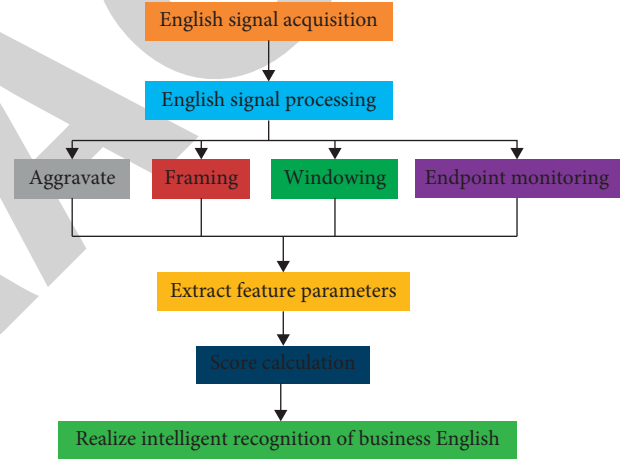 English signal acquisition
English signal processing
Aggravate
Framing
Windowing
Endpoint monitoring
Extract feature parameters
Score calculation
Realize intelligent recognition of business English